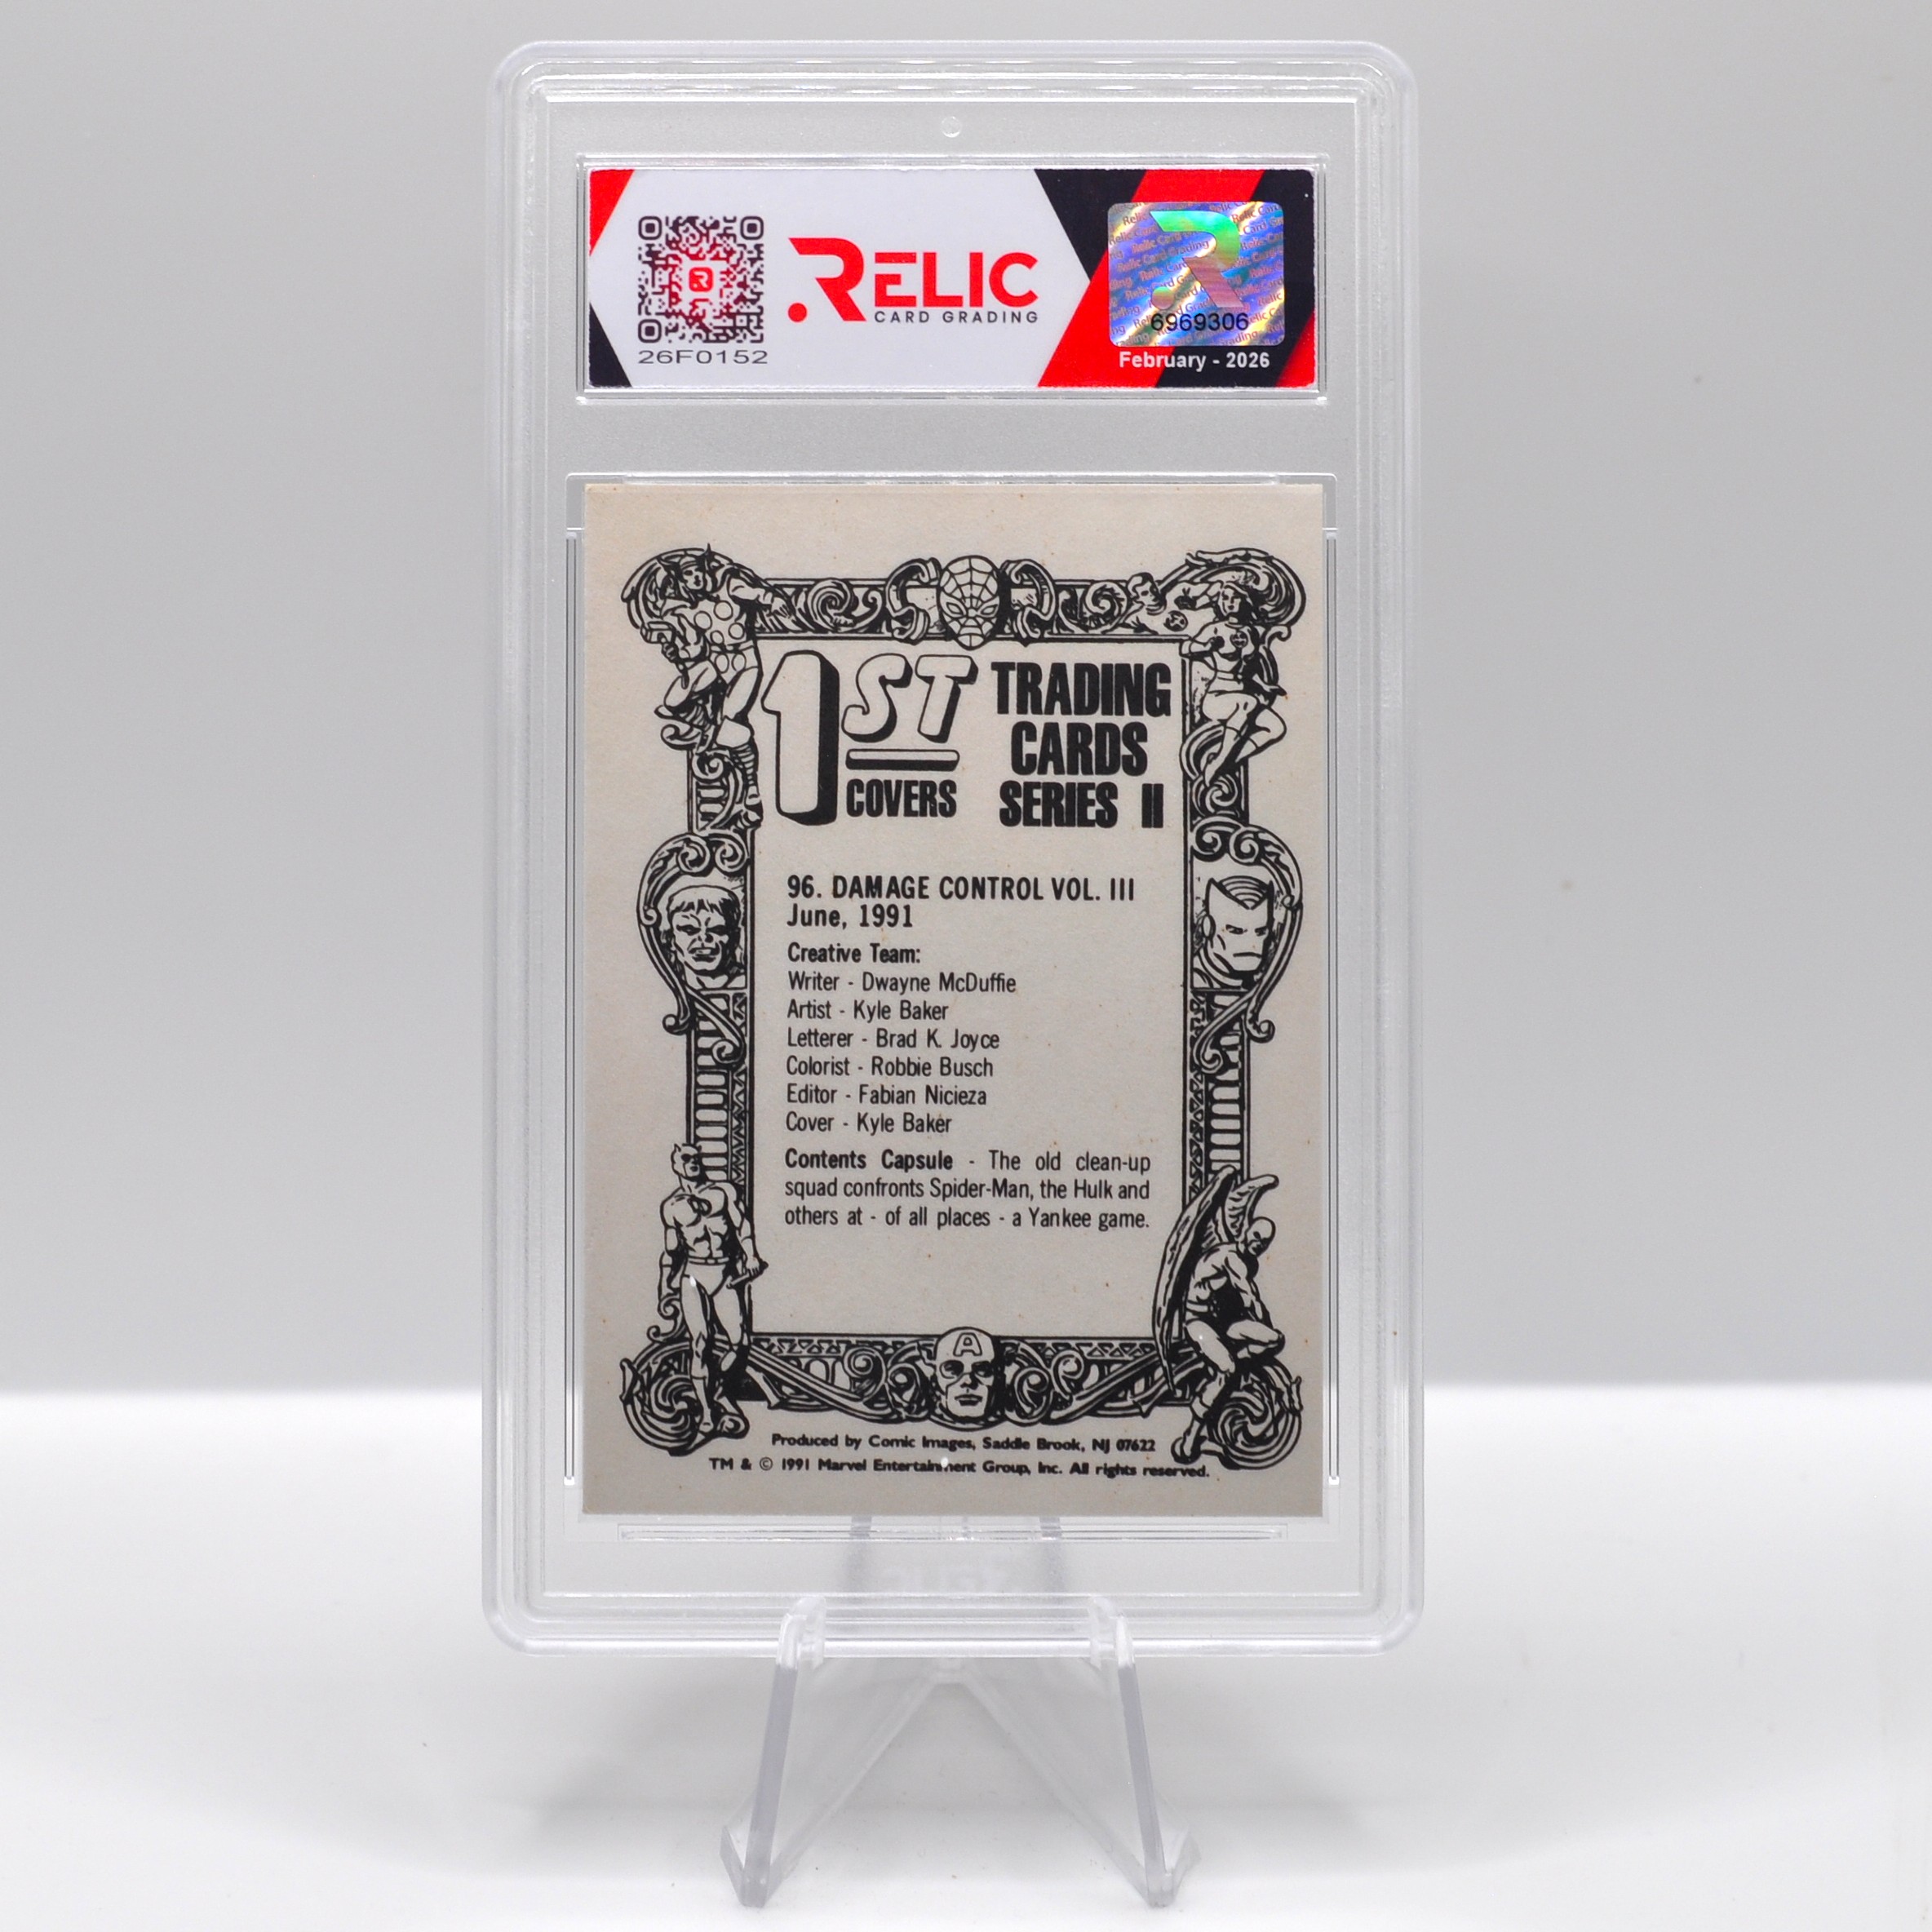 RELIC
CARD GRADING
26F0152
6969306
February - 2026
1ST
COVERS
TRADING
CARDS
SERIES II
96. DAMAGE CONTROL VOL. III
June, 1991
Creative Team:
Writer - Dwayne McDuffie
Artist - Kyle Baker
Letterer - Brad K. Joyce
Colorist - Robbie Busch
Editor - Fabian Nicieza
Cover - Kyle Baker
Contents Capsule - The old clean-up
squad confronts Spider-Man, the Hulk and
others at - of all places - a Yankee game.
A
Produced by Comic Images, Saddle Brook, NJ 07622
TM & © 1991 Marvel Entertainment Group, Inc. All rights reserved.